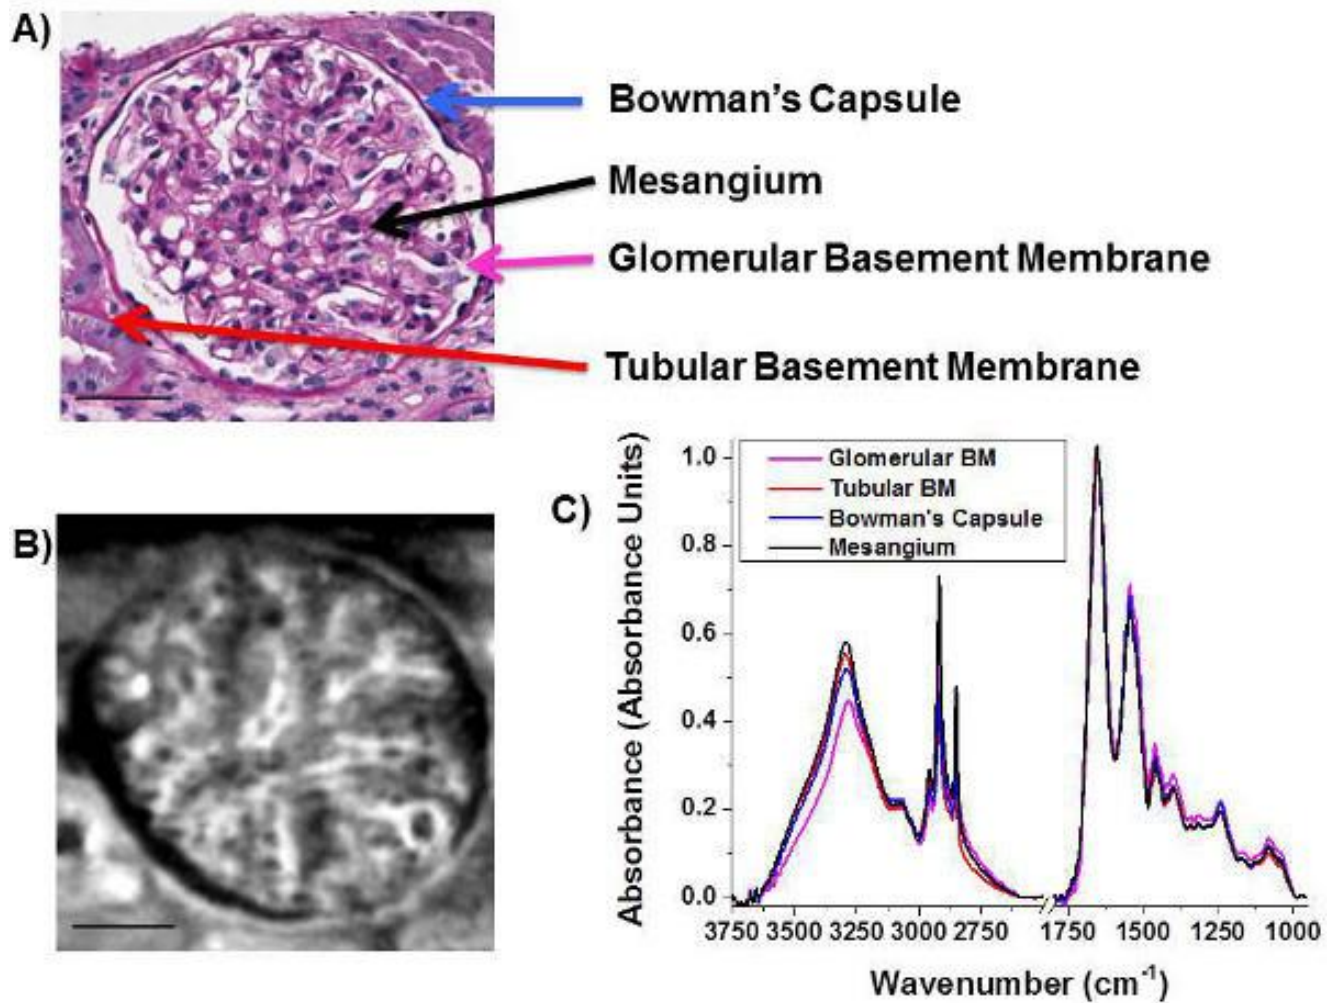 A)
Bowman's Capsule
Mesangium
Glomerular Basement Membrane
Tubular Basement Membrane
B)
C)
Absorbance (Absorbance Units)
1.0
0.8
0.6
0.4
0.2
0.0
Glomerular BM
Tubular BM
Bowman's Capsule
Mesangium
3750 3500 3250 3000 2750 1750 1500 1250 1000
Wavenumber (cm-1)